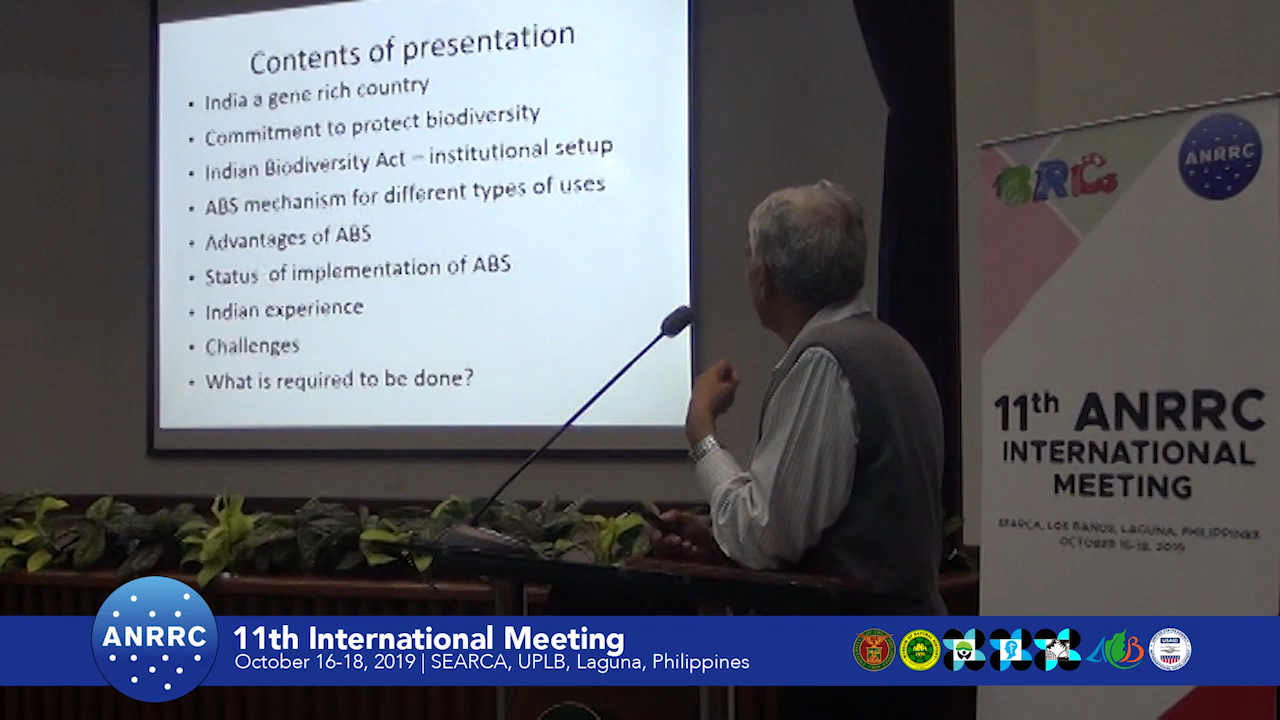 Contents of presentation
• India a gene rich country
• Commitment to protect biodiversity
• Indian Biodiversity Act – institutional setup
• ABS mechanism for different types of uses
• Advantages of ABS
• Status of implementation of ABS
• Indian experience
• Challenges
• What is required to be done?
BRC
ANRRC
11th ANRRC
INTERNATIONAL
MEETING
SEARCA, LOS BAÑOS, LAGUNA, PHILIPPINES
OCTOBER 16-18, 2019
ANRRC
11th International Meeting
October 16-18, 2019 | SEARCA, UPLB, Laguna, Philippines
USAID